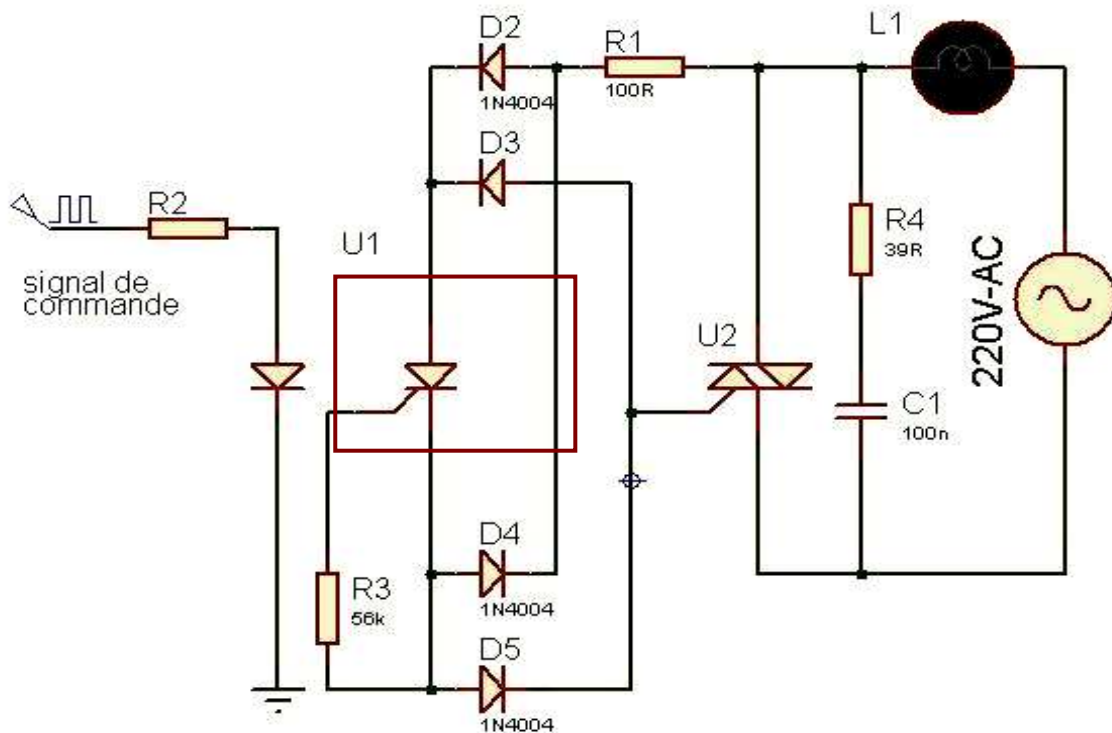 D2
1N4004
R1
100R
L1
D3
R2
signal de
commande
U1
R4
39R
220V-AC
U2
C1
100n
D4
1N4004
R3
56k
D5
1N4004